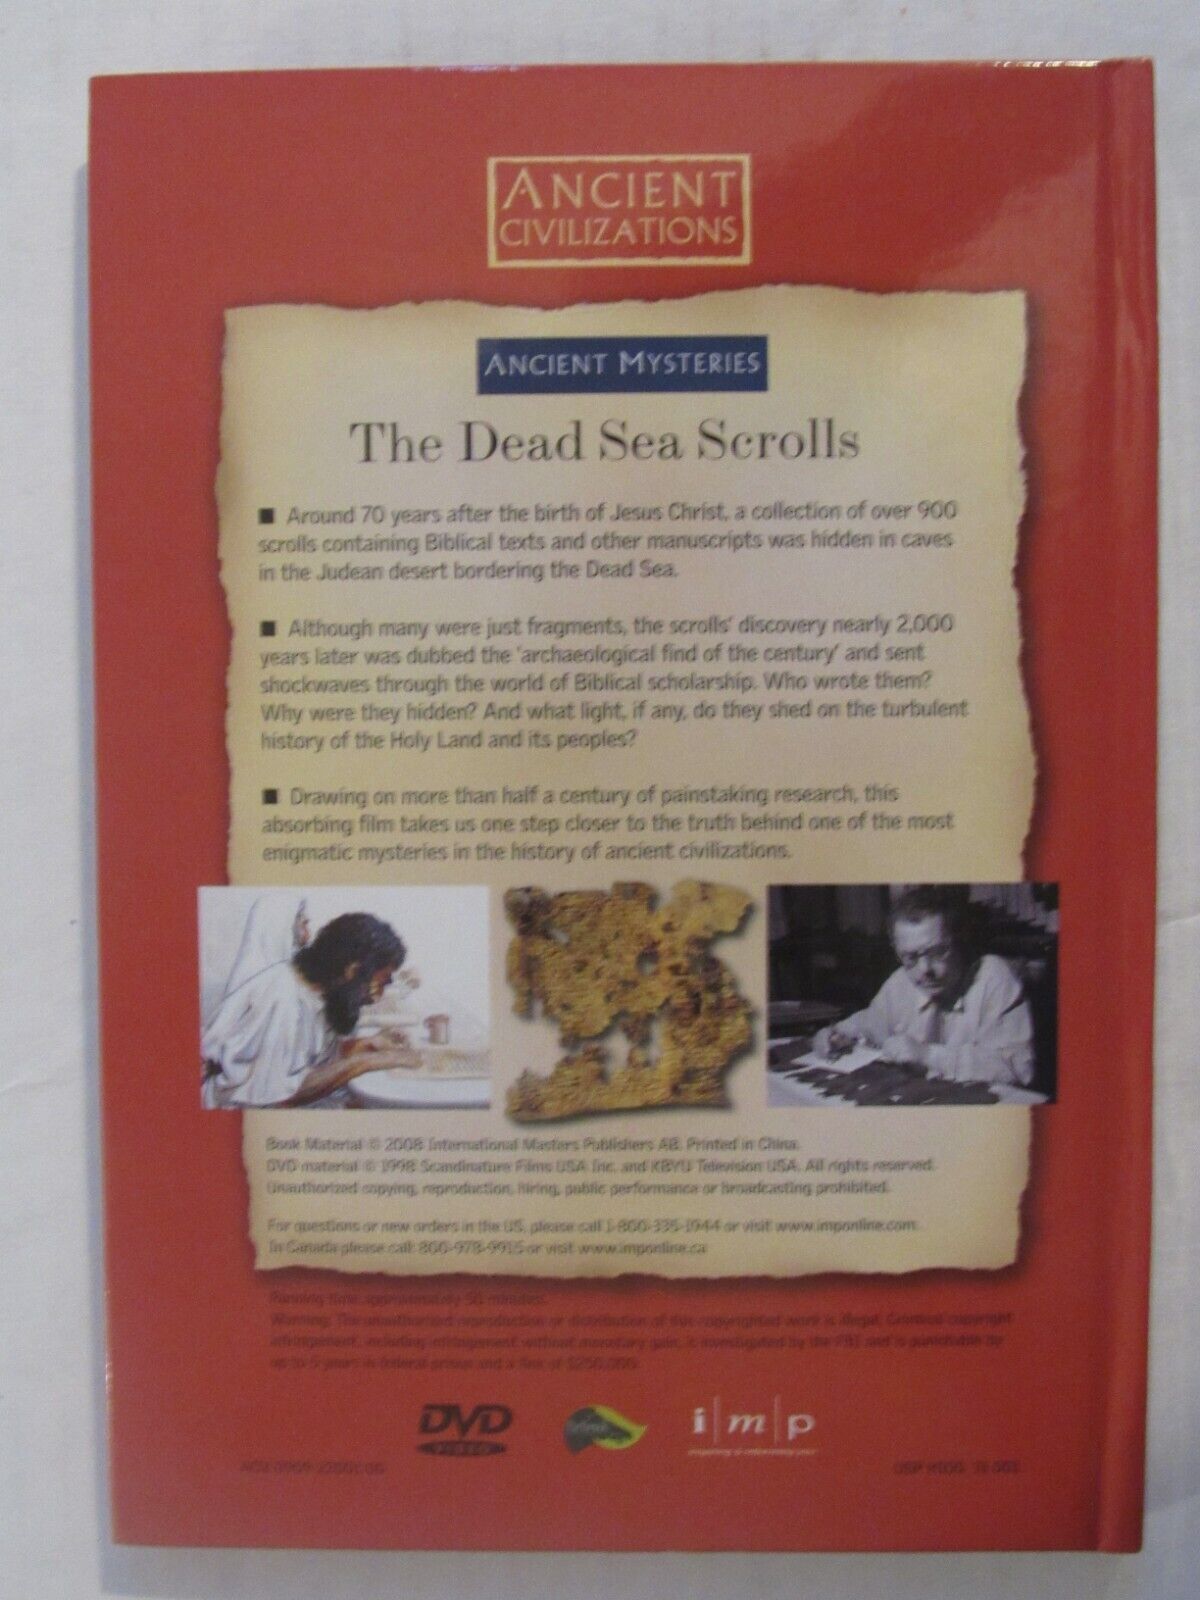 ANCIENT
CIVILIZATIONS
ANCIENT MYSTERIES
The Dead Sea Scrolls
■ Around 70 years after the birth of Jesus Christ, a collection of over 900
scrolls containing Biblical texts and other manuscripts was hidden in caves
in the Judean desert bordering the Dead Sea.
■ Although many were just fragments, the scrolls' discovery nearly 2,000
years later was dubbed the 'archaeological find of the century' and sent
shockwaves through the world of Biblical scholarship. Who wrote them?
Why were they hidden? And what light, if any, do they shed on the turbulent
history of the Holy Land and its peoples?
■ Drawing on more than half a century of painstaking research, this
absorbing film takes us one step closer to the truth behind one of the most
enigmatic mysteries in the history of ancient civilizations.
Book Material © 2008 International Masters Publishers AB. Printed in China.
DVD material © 1998 Scandinature Films USA Inc. and KBYU Television USA. All rights reserved.
Unauthorized copying, reproduction, hiring, public performance or broadcasting prohibited.
For questions or new orders in the US, please call 1-800-335-1944 or visit www.imponline.com.
In Canada please call 800-978-9915 or visit www.imponline.ca
Running time approximately 50 minutes.
Warning: The unauthorized reproduction or distribution of this copyrighted work is illegal. Criminal copyright
infringement, including infringement without monetary gain, is investigated by the FBI and is punishable by
up to 5 years in federal prison and a fine of $250,000.
DVD
VIDEO
i|m|p